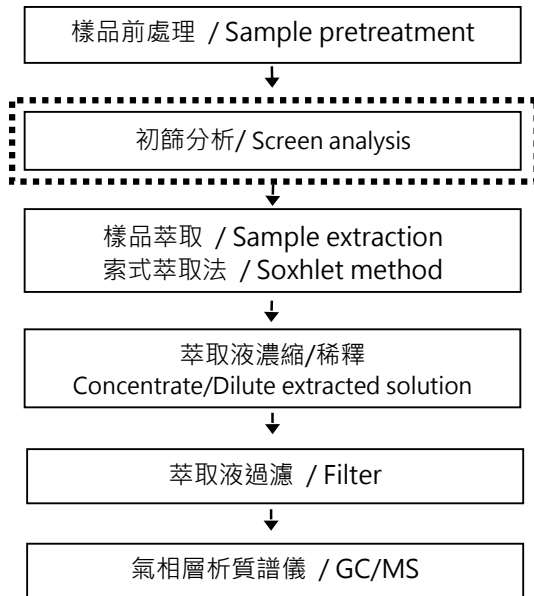 樣品前處理 / Sample pretreatment
初篩分析/ Screen analysis
樣品萃取 / Sample extraction
索式萃取法 / Soxhlet method
萃取液濃縮/稀釋
Concentrate/Dilute extracted solution
萃取液過濾 / Filter
氣相層析質譜儀 / GC/MS